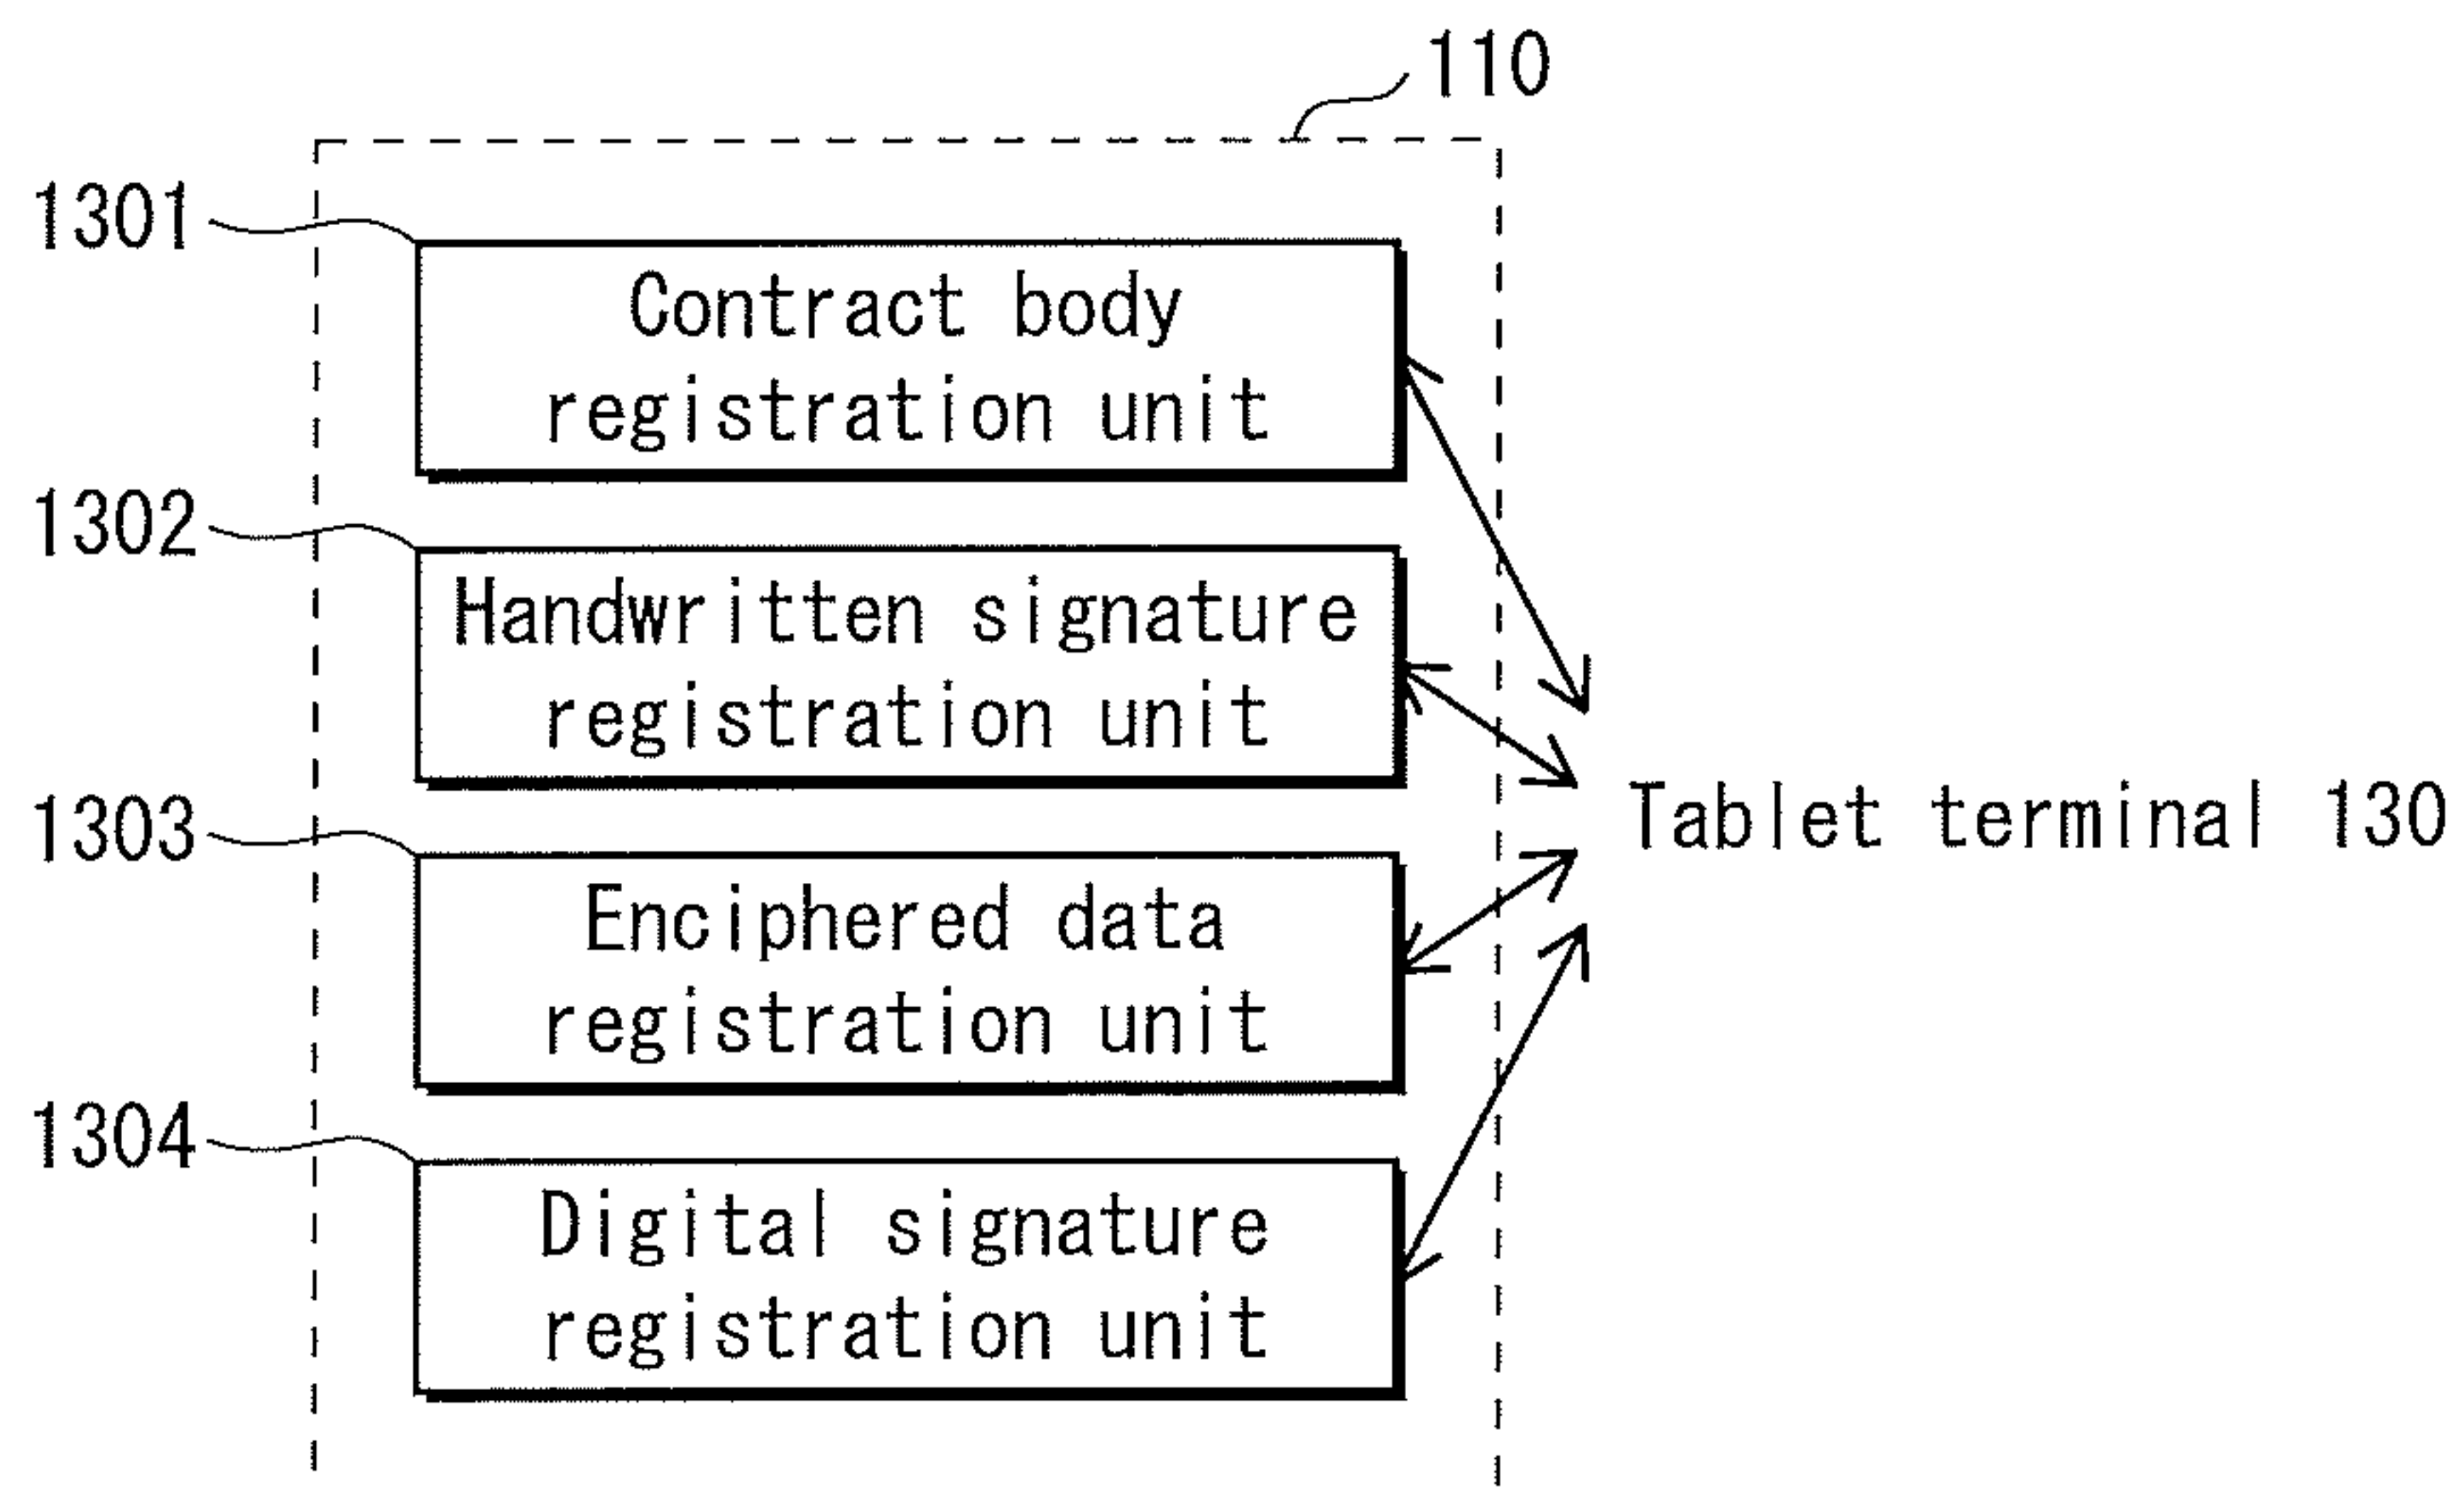 110
1301
Contract body
registration unit
1302
Handwritten signature
registration unit
1303
Enciphered data
registration unit
1304
Digital signature
registration unit
Tablet terminal 130